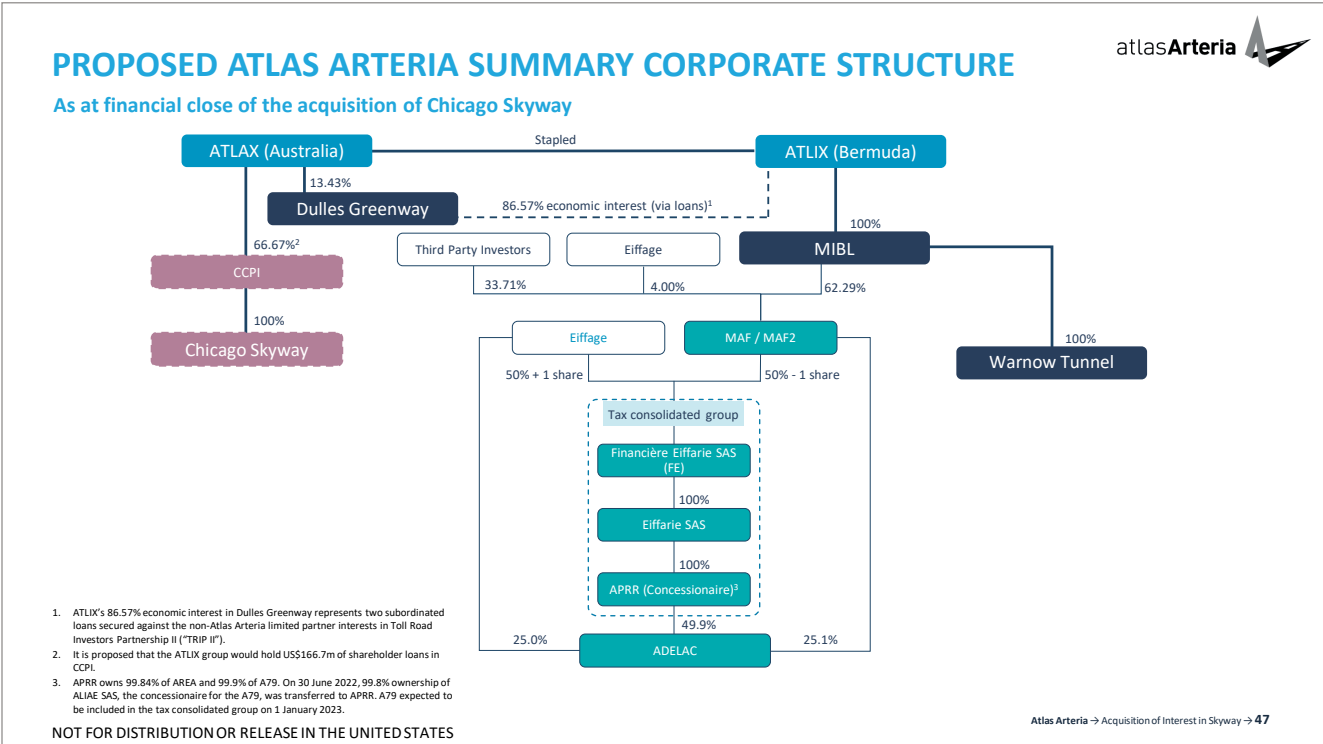 atlasArteria
PROPOSED ATLAS ARTERIA SUMMARY CORPORATE STRUCTURE
As at financial close of the acquisition of Chicago Skyway
ATLAX (Australia)
Stapled
ATLIX (Bermuda)
13.43%
Dulles Greenway
86.57% economic interest (via loans)1
100%
66.67%2
Third Party Investors
Eiffage
MIBL
CCPI
33.71%
4.00%
62.29%
100%
Chicago Skyway
Eiffage
MAF / MAF2
100%
Warnow Tunnel
50% + 1 share
50% - 1 share
Tax consolidated group
Financière Eiffarie SAS
(FE)
100%
Eiffarie SAS
100%
APRR (Concessionaire)3
49.9%
25.0%
25.1%
ADELAC
1. ATLIX's 86.57% economic interest in Dulles Greenway represents two subordinated
loans secured against the non-Atlas Arteria limited partner interests in Toll Road
Investors Partnership II ("TRIP II").
2. It is proposed that the ATLIX group would hold US$166.7m of shareholder loans in
CCPI.
3. APRR owns 99.84% of AREA and 99.9% of A79. On 30 June 2022, 99.8% ownership of
ALIAE SAS, the concessionaire for the A79, was transferred to APRR. A79 expected to
be included in the tax consolidated group on 1 January 2023.
NOT FOR DISTRIBUTION OR RELEASE IN THE UNITED STATES
Atlas Arteria → Acquisition of Interest in Skyway → 47